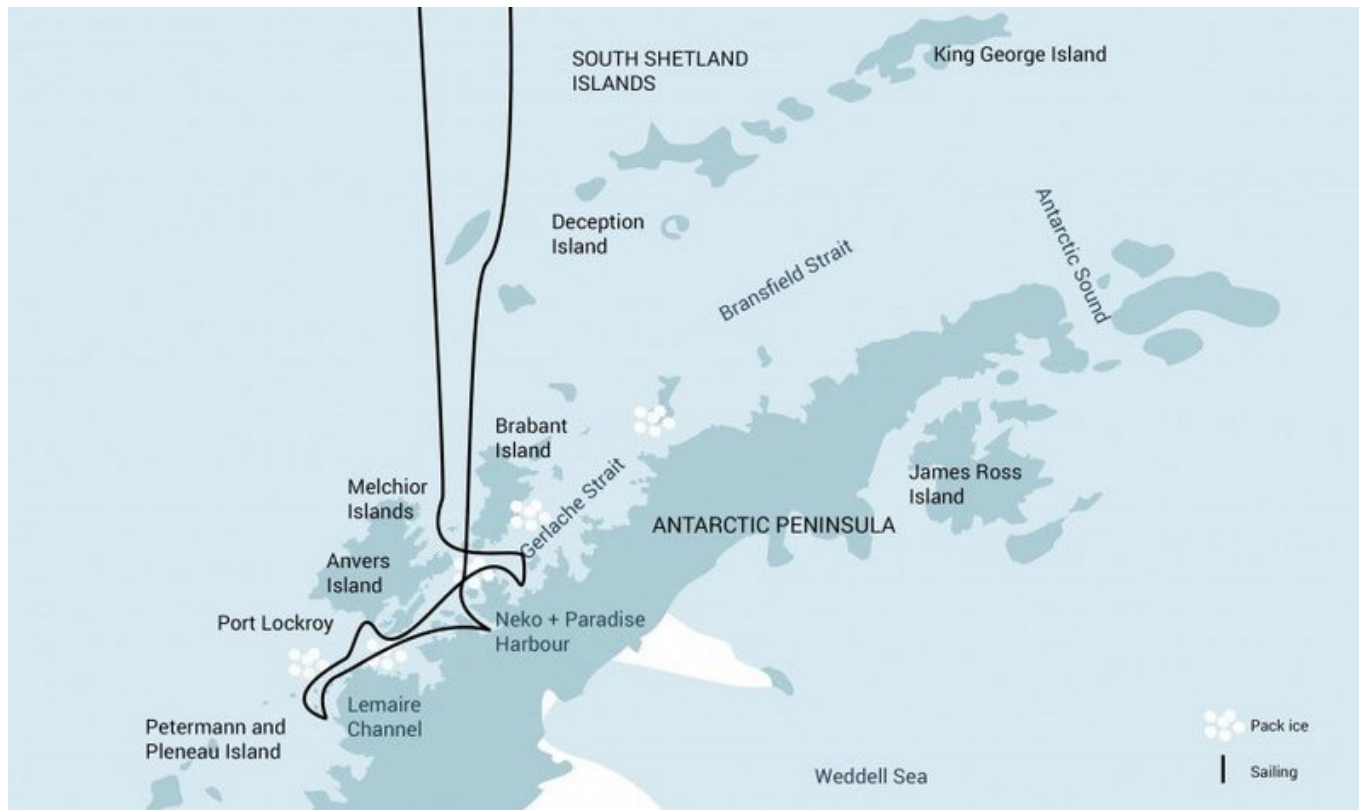 SOUTH SHETLAND
ISLANDS
King George Island
Deception
Island
Antarctic Sound
Bransfield Strait
Brabant
Island
Gerlache Strait
Melchior
Islands
James Ross
Island
ANTARCTIC PENINSULA
Anvers
Island
Port Lockroy
Neko + Paradise
Harbour
Lemaire
Channel
Petermann and
Pleneau Island
Weddell Sea
Pack ice
Sailing